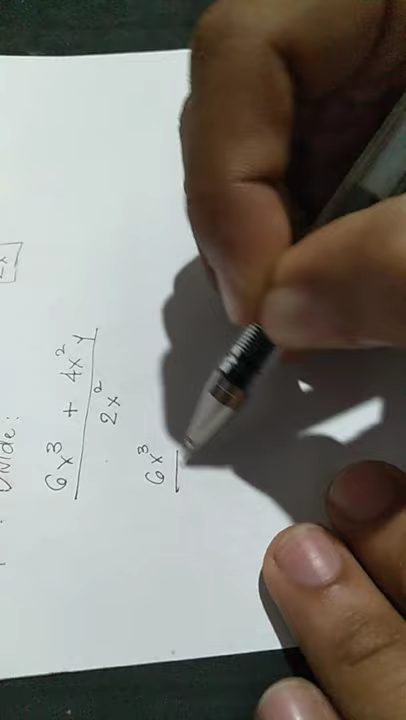 Divide:
6x³ + 4x²y
2x²
6x³